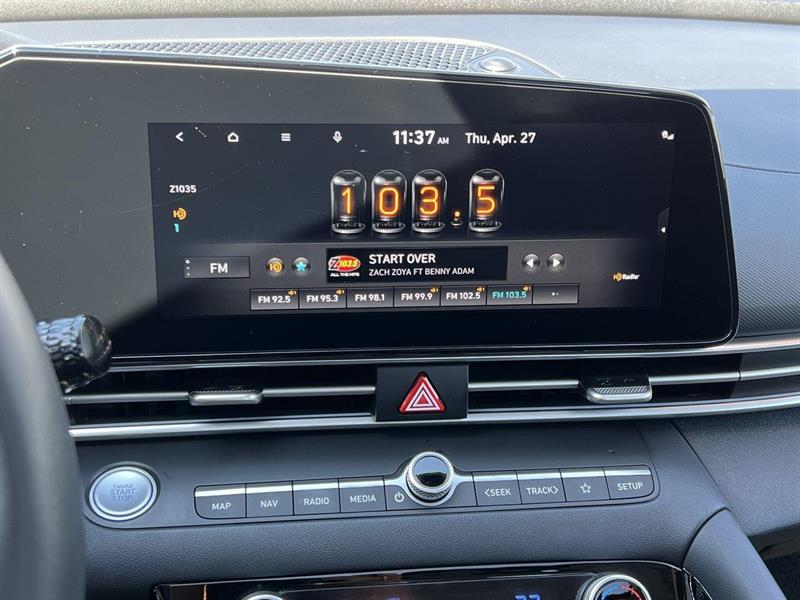 11:37 AM Thu, Apr. 27
Z1035
1
103.5
FM
Z103.5
ALL THE HITS
START OVER
ZACH ZOYA FT BENNY ADAM
HD Radio
FM 92.5 FM 95.3 FM 98.1 FM 99.9 FM 102.5 FM 103.5
ENGINE
START
STOP
MAP NAV RADIO MEDIA <SEEK TRACK> SETUP